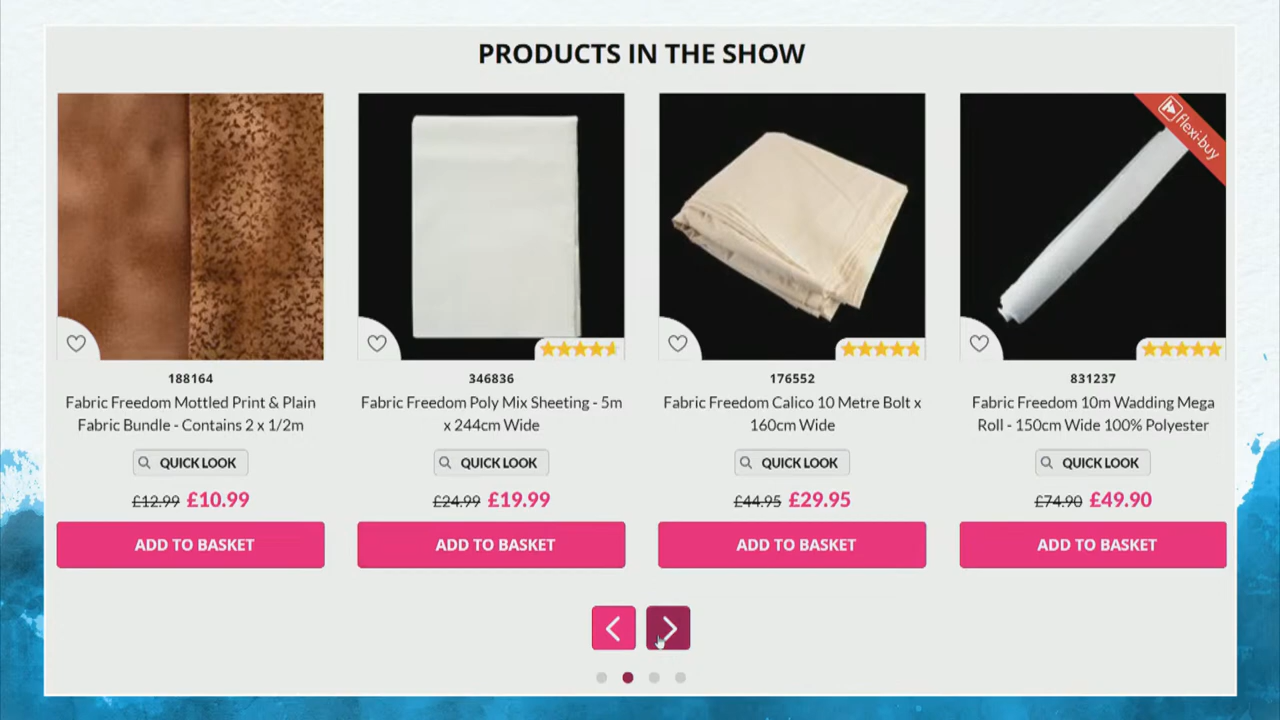 PRODUCTS IN THE SHOW
flexi-buy
188164
Fabric Freedom Mottled Print & Plain
Fabric Bundle - Contains 2 x 1/2m
QUICK LOOK
£12.99 £10.99
ADD TO BASKET
346836
Fabric Freedom Poly Mix Sheeting - 5m
x 244cm Wide
QUICK LOOK
£24.99 £19.99
ADD TO BASKET
176552
Fabric Freedom Calico 10 Metre Bolt x
160cm Wide
QUICK LOOK
£44.95 £29.95
ADD TO BASKET
831237
Fabric Freedom 10m Wadding Mega
Roll - 150cm Wide 100% Polyester
QUICK LOOK
£74.90 £49.90
ADD TO BASKET